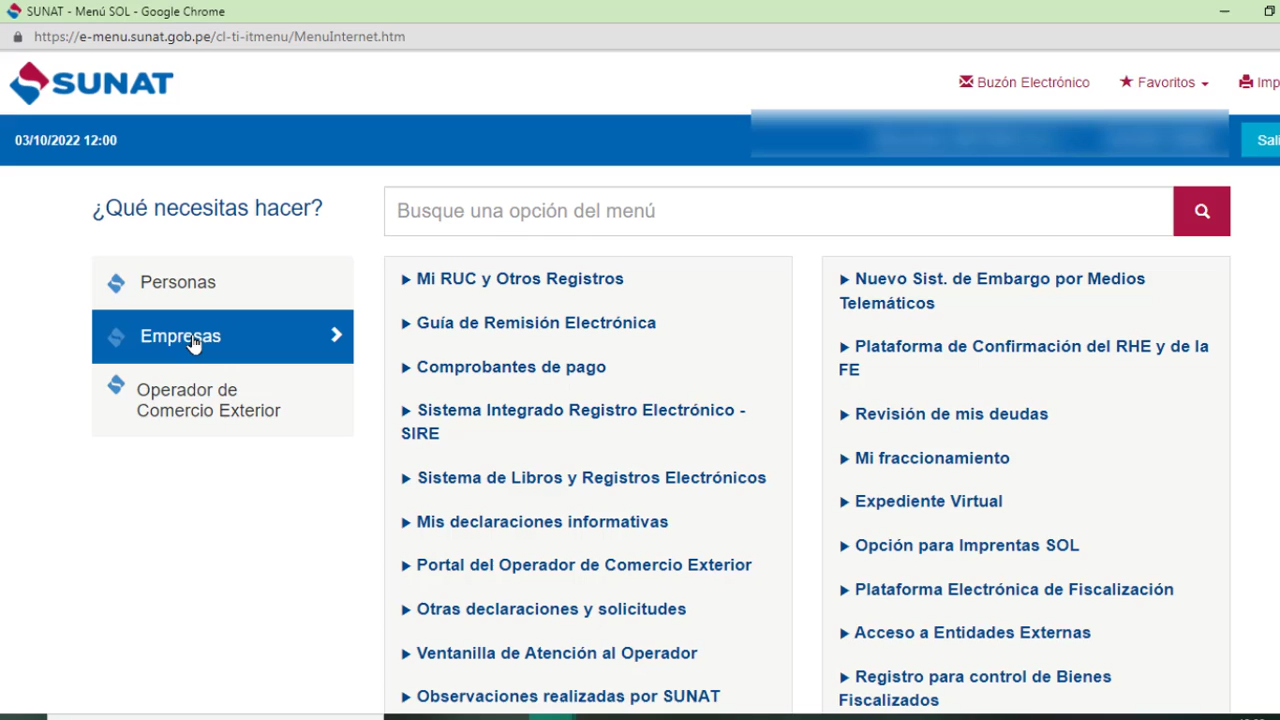 SUNAT - Menú SOL - Google Chrome
https://e-menu.sunat.gob.pe/cl-ti-itmenu/MenuInternet.htm
SUNAT
Buzón Electrónico
Favoritos
03/10/2022 12:00
¿Qué necesitas hacer?
Busque una opción del menú
Personas
Empresas
Operador de
Comercio Exterior
Mi RUC y Otros Registros
Guía de Remisión Electrónica
Comprobantes de pago
Sistema Integrado Registro Electrónico -
SIRE
Sistema de Libros y Registros Electrónicos
Mis declaraciones informativas
Portal del Operador de Comercio Exterior
Otras declaraciones y solicitudes
Ventanilla de Atención al Operador
Observaciones realizadas por SUNAT
Nuevo Sist. de Embargo por Medios
Telemáticos
Plataforma de Confirmación del RHE y de la
FE
Revisión de mis deudas
Mi fraccionamiento
Expediente Virtual
Opción para Imprentas SOL
Plataforma Electrónica de Fiscalización
Acceso a Entidades Externas
Registro para control de Bienes
Fiscalizados